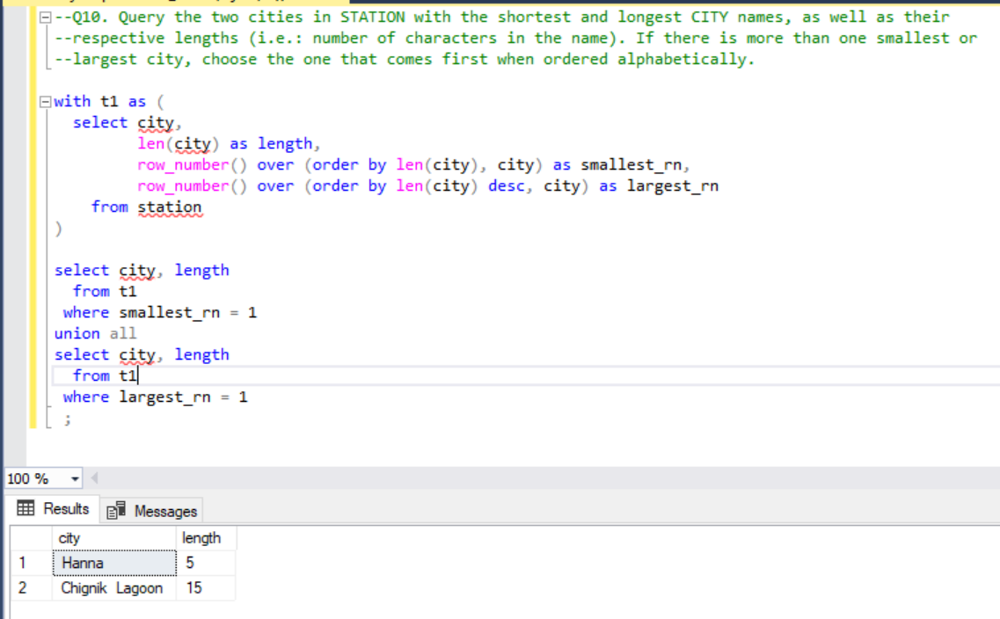 --Q10. Query the two cities in STATION with the shortest and longest CITY names, as well as their
--respective lengths (i.e.: number of characters in the name). If there is more than one smallest or
--largest city, choose the one that comes first when ordered alphabetically.
with t1 as (
select city,
len(city) as length,
row_number() over (order by len(city), city) as smallest_rn,
row_number() over (order by len(city) desc, city) as largest_rn
from station
)
select city, length
from t1
where smallest_rn = 1
union all
select city, length
from t1
where largest_rn = 1
;
100 %
Results Messages
city length
1 Hanna 5
2 Chignik Lagoon 15